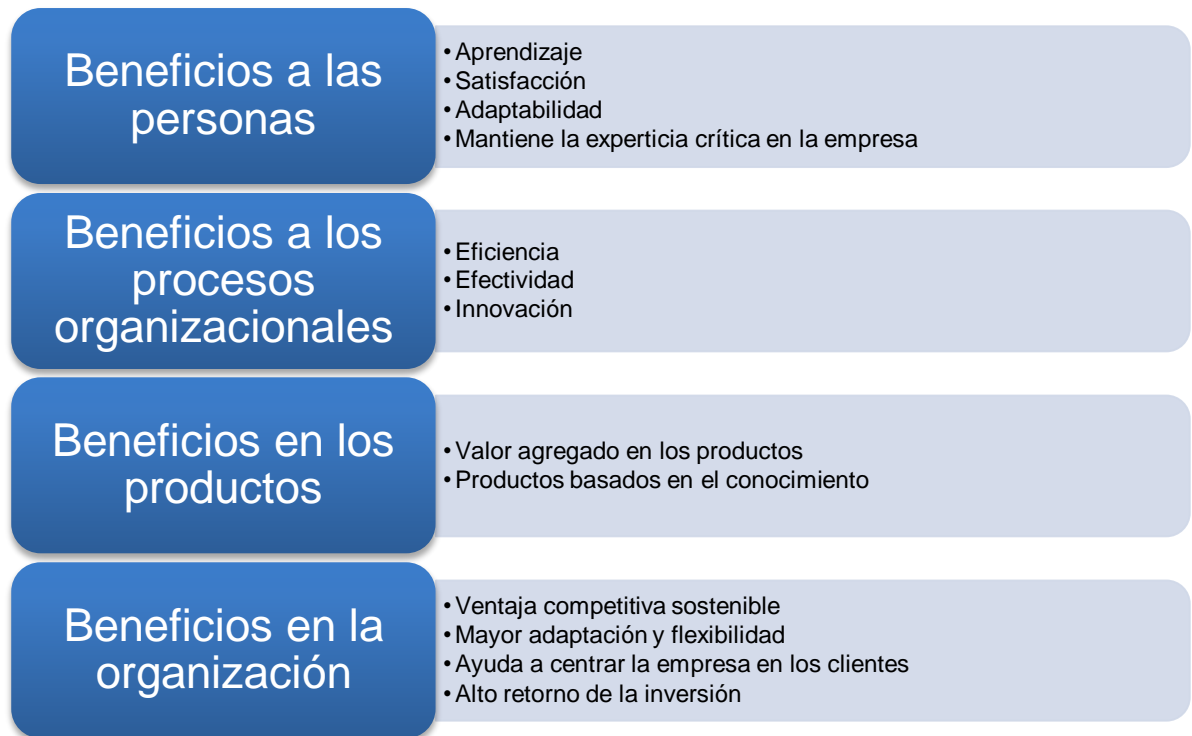 Beneficios a las
personas
• Aprendizaje
• Satisfacción
• Adaptabilidad
• Mantiene la experticia crítica en la empresa
Beneficios a los
procesos
organizacionales
• Eficiencia
• Efectividad
• Innovación
Beneficios en los
productos
• Valor agregado en los productos
• Productos basados en el conocimiento
Beneficios en la
organización
• Ventaja competitiva sostenible
• Mayor adaptación y flexibilidad
• Ayuda a centrar la empresa en los clientes
• Alto retorno de la inversión